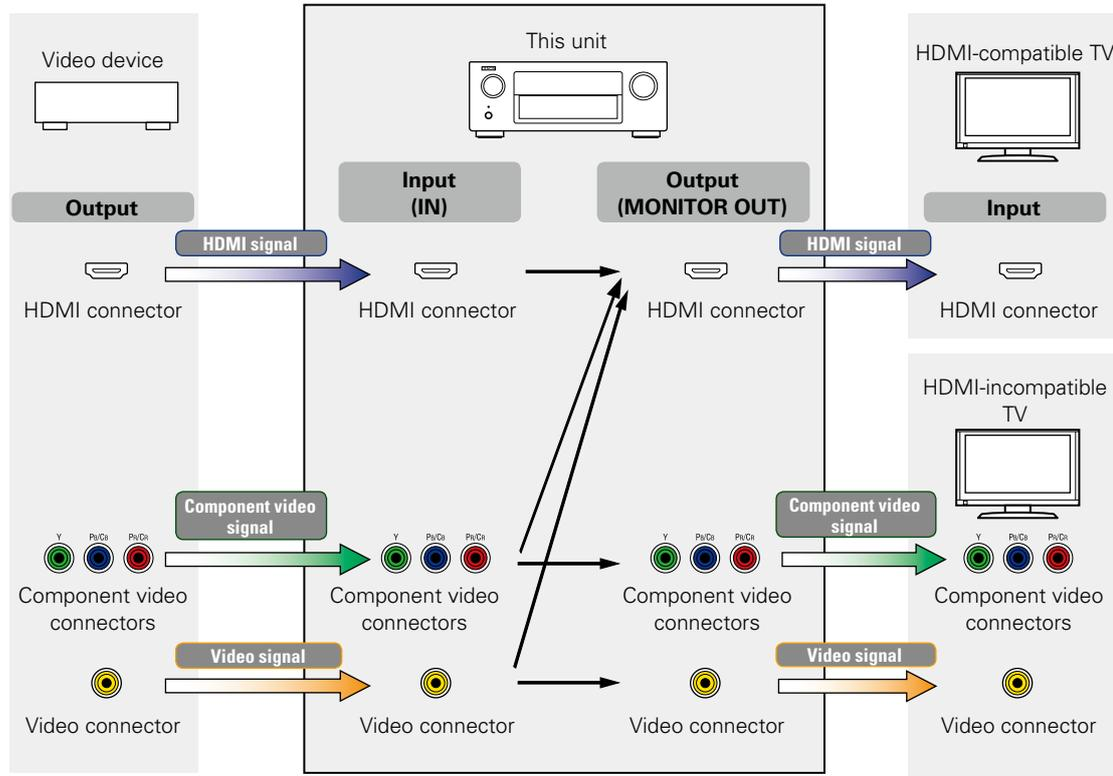 Video device
This unit
HDMI-compatible TV
Output
Input
(IN)
Output
(MONITOR OUT)
Input
HDMI signal
HDMI signal
HDMI connector
HDMI connector
HDMI connector
HDMI connector
HDMI-incompatible
TV
Component video
signal
Component video
signal
Y PB/CB PR/CR
Y PB/CB PR/CR
Y PB/CB PR/CR
Y PB/CB PR/CR
Component video
connectors
Component video
connectors
Component video
connectors
Component video
connectors
Video signal
Video signal
Video connector
Video connector
Video connector
Video connector